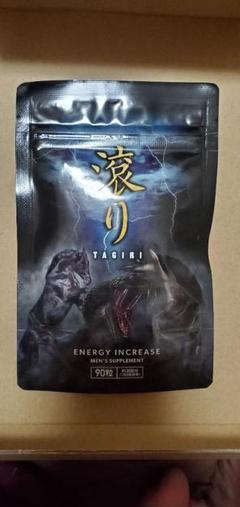 滾り
TAGIRI
ENERGY INCREASE
MEN'S SUPPLEMENT
90粒